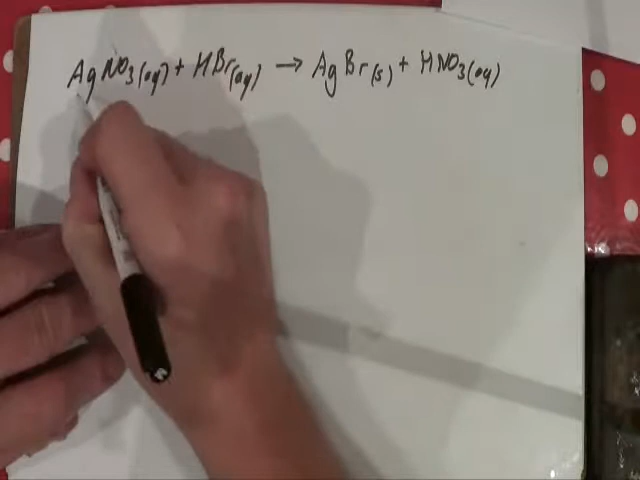 AgNO3(aq) + HBr(aq) → AgBr(s) + HNO3(aq)